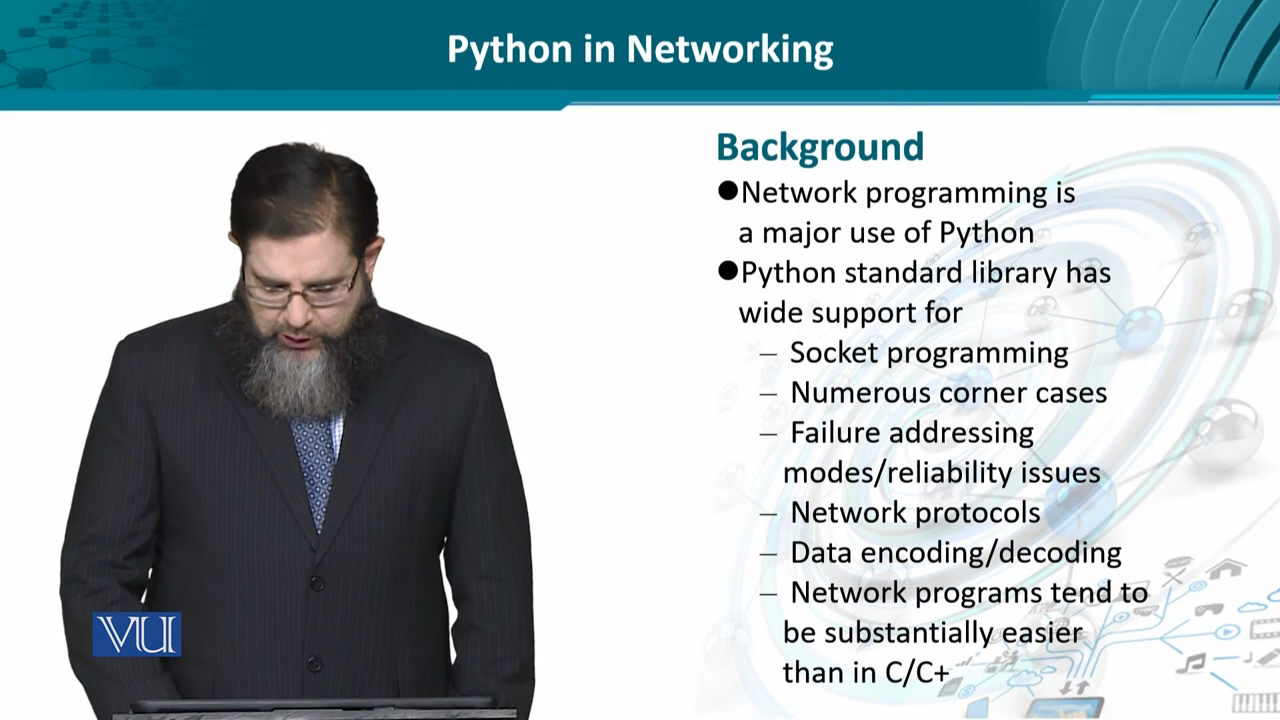 Python in Networking
Background
●Network programming is
a major use of Python
●Python standard library has
wide support for
– Socket programming
– Numerous corner cases
– Failure addressing
modes/reliability issues
– Network protocols
– Data encoding/decoding
– Network programs tend to
be substantially easier
than in C/C+
VU